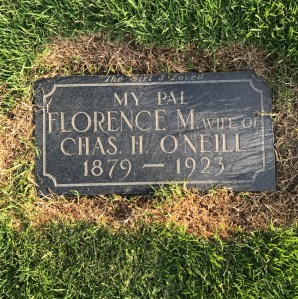 The Girl I Loved
MY PAL
FLORENCE M. WIFE OF
CHAS. H. O'NEILL
1879 — 1923